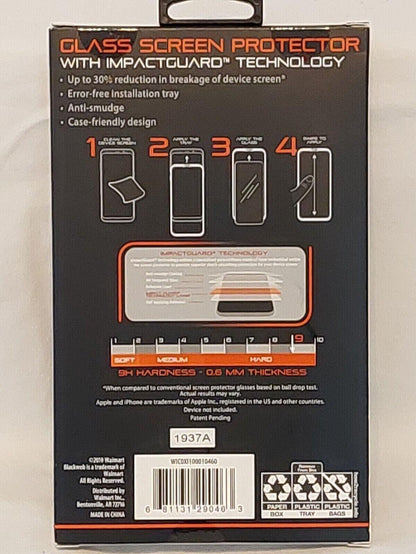 GLASS SCREEN PROTECTOR
WITH IMPACTGUARD™ TECHNOLOGY
• Up to 30% reduction in breakage of device screen*
• Error-free installation tray
• Anti-smudge
• Case-friendly design
1 CLEAN THE DEVICE SCREEN
2 APPLY THE TRAY
3 APPLY THE GLASS
4 SWIPE TO APPLY
IMPACTGUARD™ TECHNOLOGY
1 2 3 4 5 6 7 8 9 10
SOFT MEDIUM HARD
9H HARDNESS - 0.6 MM THICKNESS
*When compared to conventional screen protector glasses based on ball drop test.
Actual results may vary.
Apple and iPhone are trademarks of Apple Inc., registered in the US and other countries.
Device not included.
Patent Pending
1937A
©2019 Walmart
Blackweb is a trademark of
Walmart
All Rights Reserved.
Distributed by
Walmart Inc.,
Bentonville, AR 72716
MADE IN CHINA
WICOXI100010460
6 81131 29046 3
PAPER BOX
PLASTIC TRAY
PLASTIC BAGS